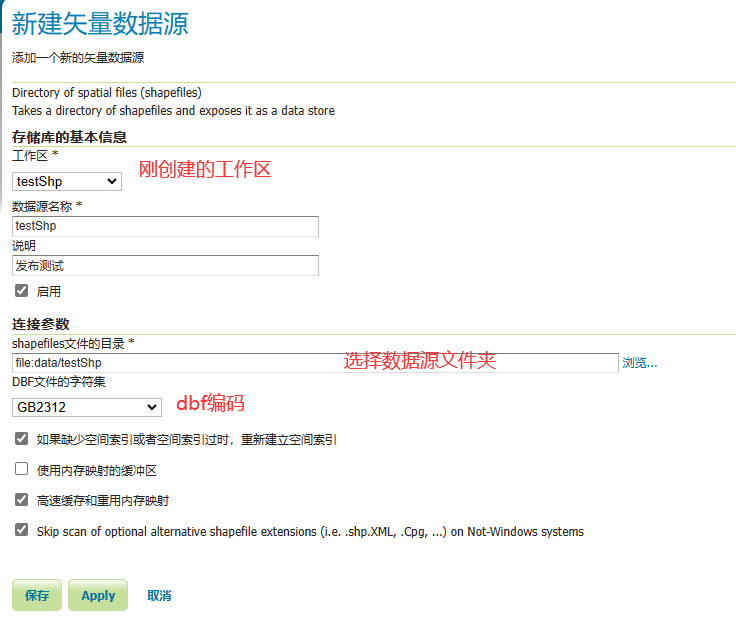 新建矢量数据源
添加一个新的矢量数据源
Directory of spatial files (shapefiles)
Takes a directory of shapefiles and exposes it as a data store
存储库的基本信息
工作区 *
刚创建的工作区
testShp
数据源名称 *
testShp
说明
发布测试
启用
连接参数
shapefiles文件的目录 *
file:data/testShp 选择数据源文件夹 浏览...
DBF文件的字符集
GB2312 dbf编码
如果缺少空间索引或者空间索引过时，重新建立空间索引
使用内存映射的缓冲区
高速缓存和重用内存映射
Skip scan of optional alternative shapefile extensions (i.e. .shp.XML, .Cpg, ...) on Not-Windows systems
保存 Apply 取消